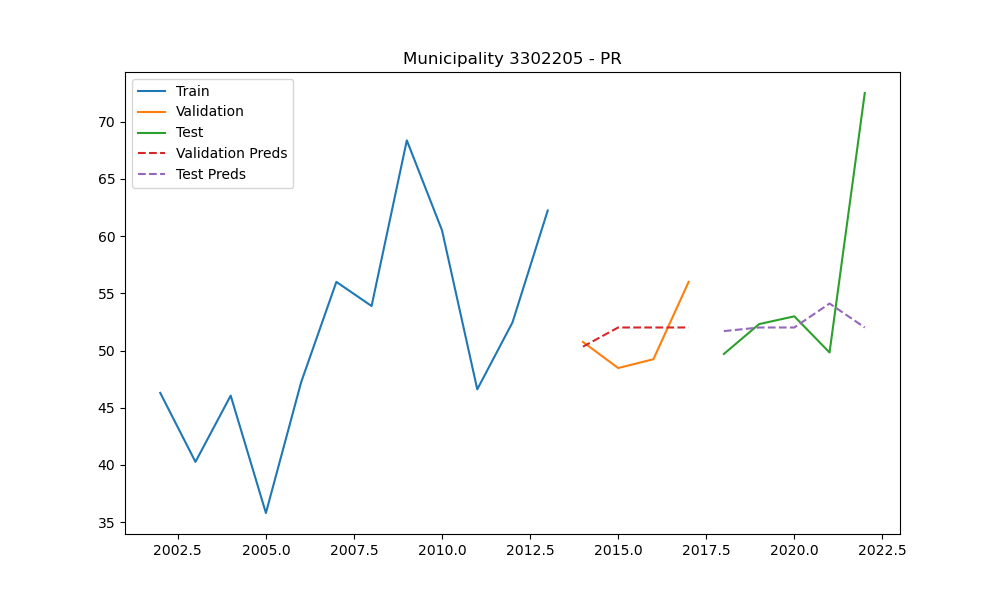 Municipality 3302205 - PR
Train
Validation
Test
Validation Preds
Test Preds
70
65
60
55
50
45
40
35
2002.5 2005.0 2007.5 2010.0 2012.5 2015.0 2017.5 2020.0 2022.5